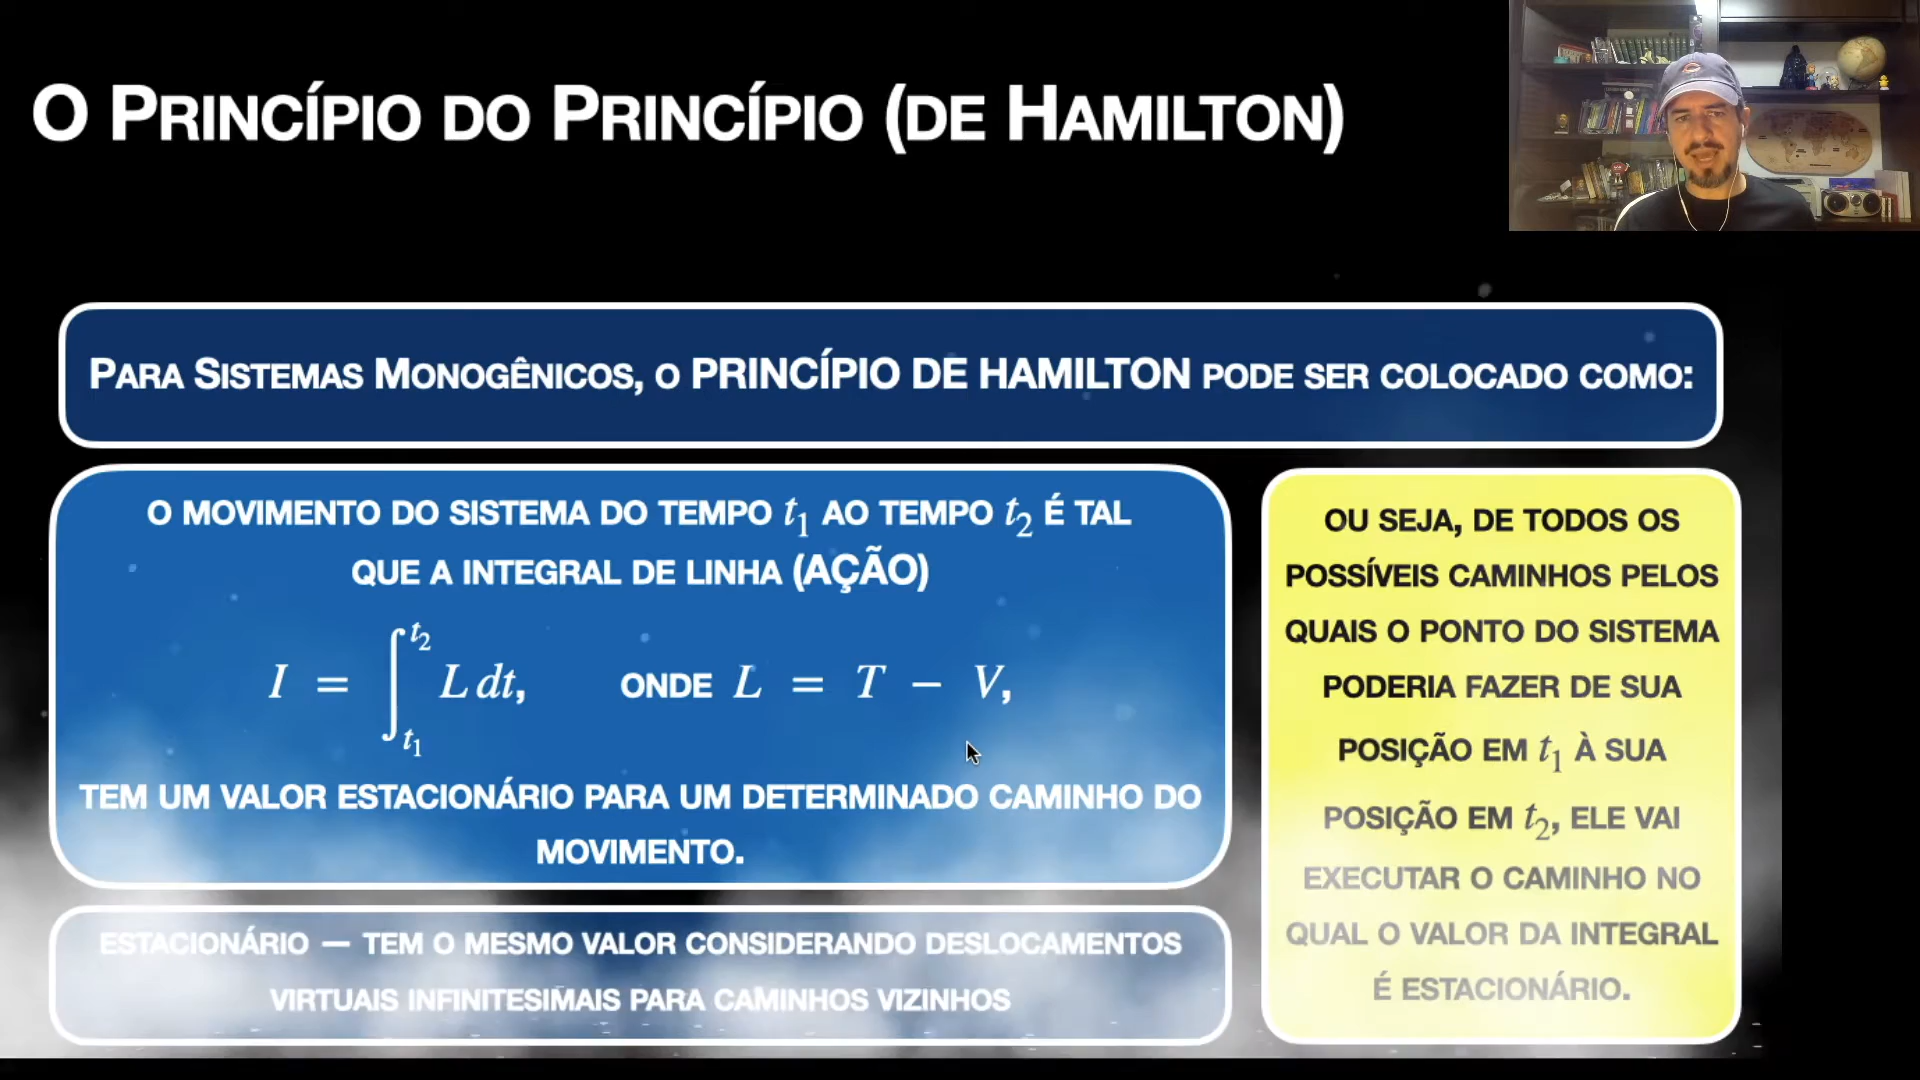 O PRINCÍPIO DO PRINCÍPIO (DE HAMILTON)
PARA SISTEMAS MONOGÊNICOS, O PRINCÍPIO DE HAMILTON PODE SER COLOCADO COMO:
O MOVIMENTO DO SISTEMA DO TEMPO t₁ AO TEMPO t₂ É TAL
QUE A INTEGRAL DE LINHA (AÇÃO)
I = ∫_{t₁}^{t₂} L dt, ONDE L = T − V,
TEM UM VALOR ESTACIONÁRIO PARA UM DETERMINADO CAMINHO DO
MOVIMENTO.
ESTACIONÁRIO — TEM O MESMO VALOR CONSIDERANDO DESLOCAMENTOS
VIRTUAIS INFINITESIMAIS PARA CAMINHOS VIZINHOS
OU SEJA, DE TODOS OS
POSSÍVEIS CAMINHOS PELOS
QUAIS O PONTO DO SISTEMA
PODERIA FAZER DE SUA
POSIÇÃO EM t₁ À SUA
POSIÇÃO EM t₂, ELE VAI
EXECUTAR O CAMINHO NO
QUAL O VALOR DA INTEGRAL
É ESTACIONÁRIO.